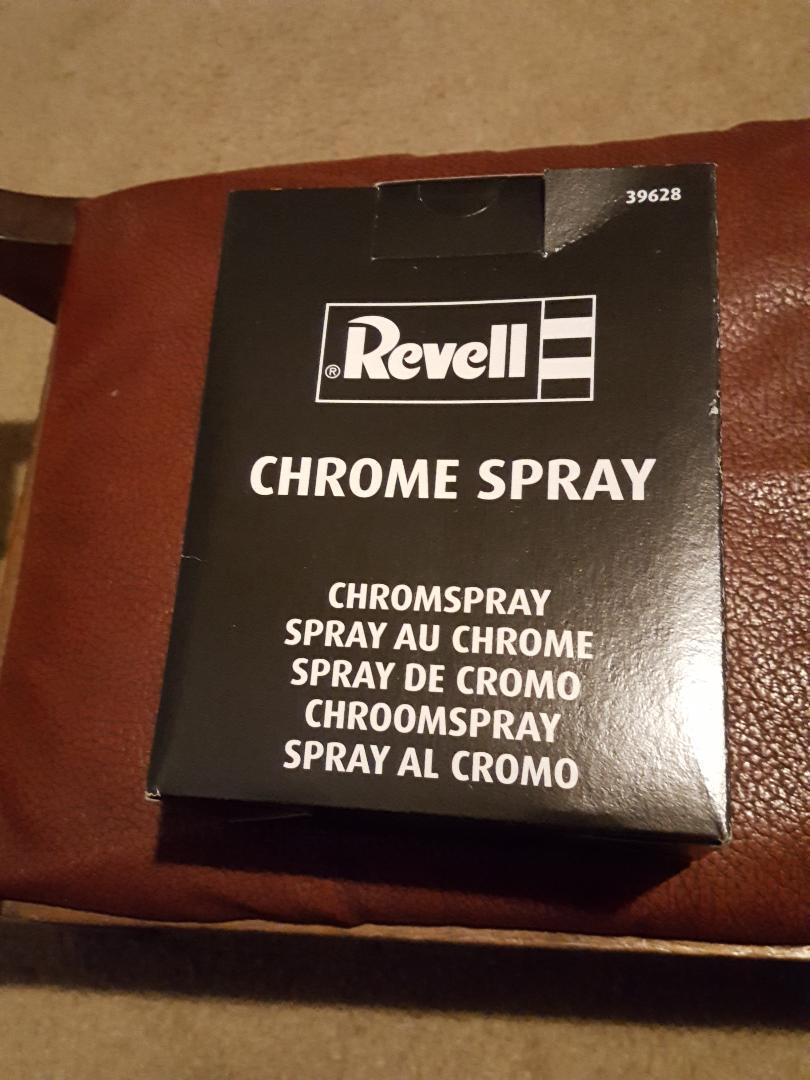 39628
® Revell
CHROME SPRAY
CHROMSPRAY
SPRAY AU CHROME
SPRAY DE CROMO
CHROOMSPRAY
SPRAY AL CROMO